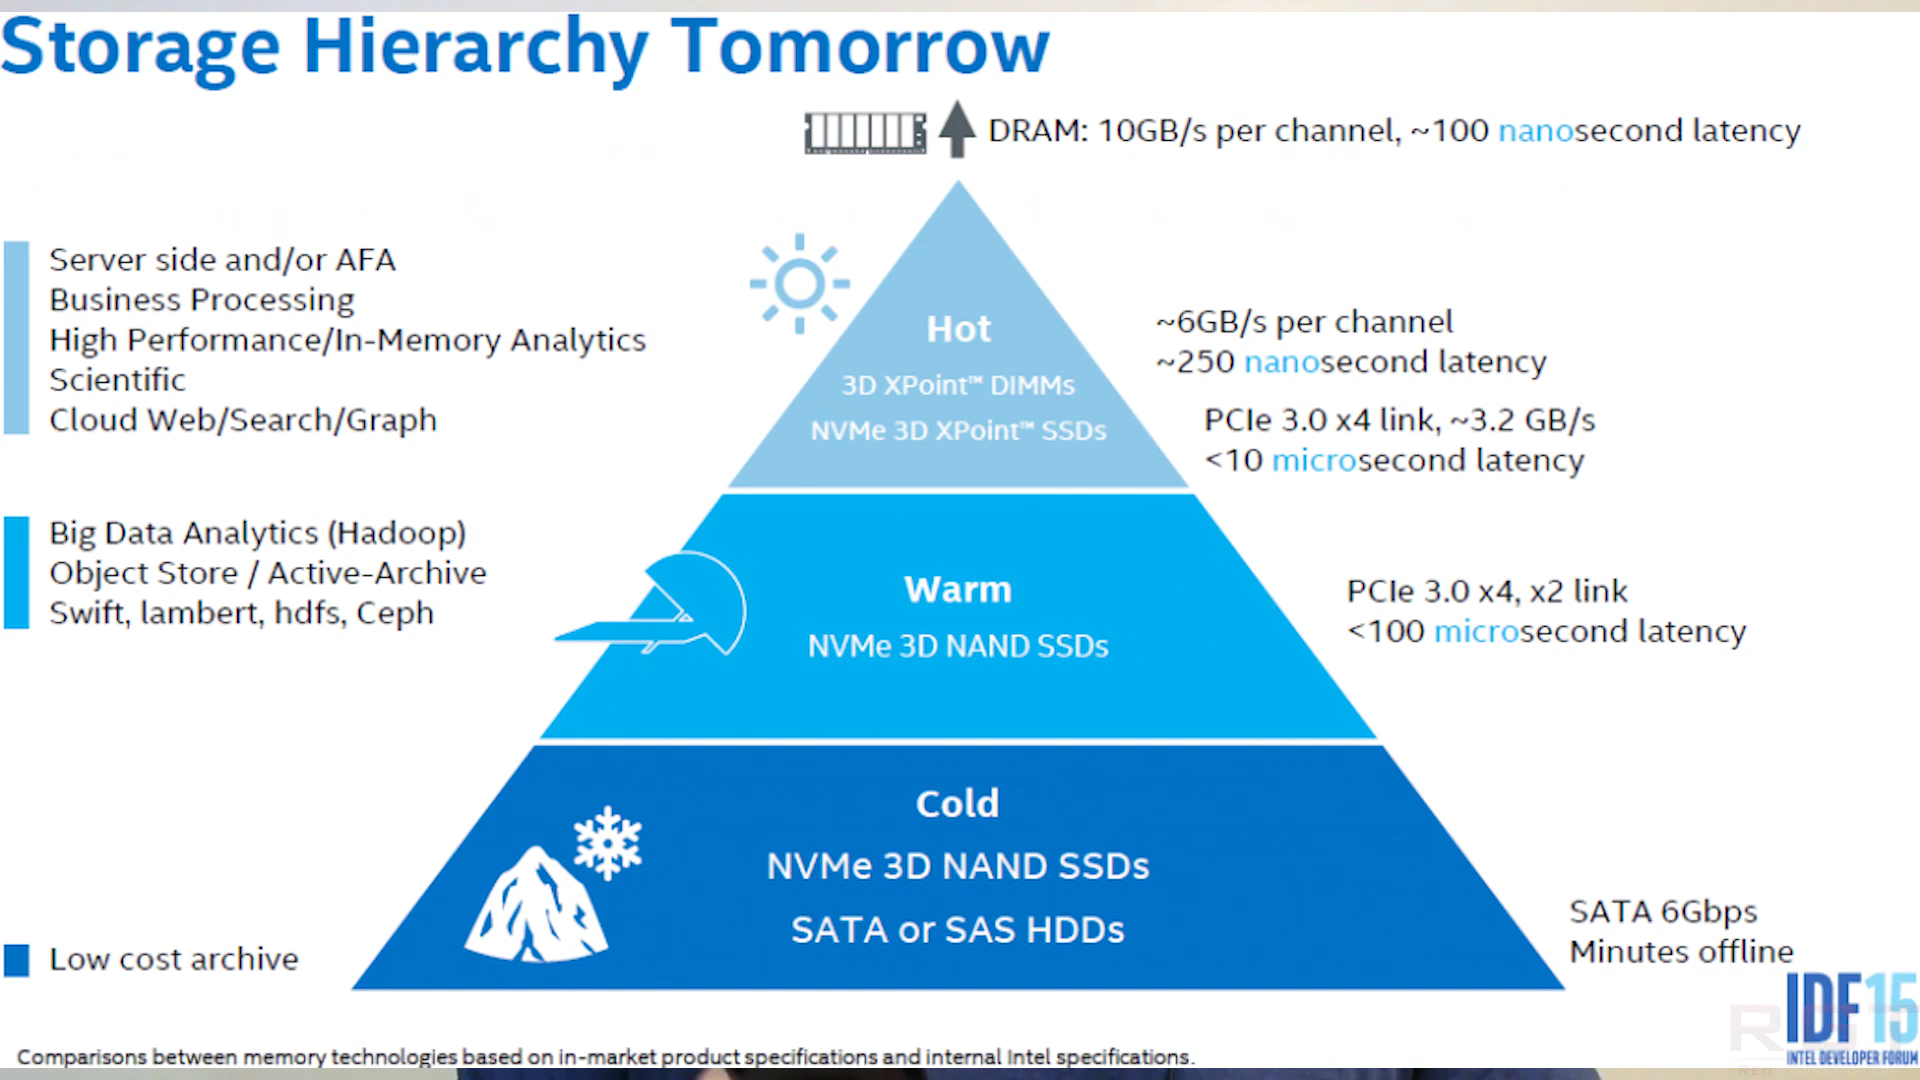 Storage Hierarchy Tomorrow
DRAM: 10GB/s per channel, ~100 nanosecond latency
Server side and/or AFA
Business Processing
High Performance/In-Memory Analytics
Scientific
Cloud Web/Search/Graph
Hot
3D XPoint™ DIMMs
NVMe 3D XPoint™ SSDs
~6GB/s per channel
~250 nanosecond latency
PCIe 3.0 x4 link, ~3.2 GB/s
<10 microsecond latency
Big Data Analytics (Hadoop)
Object Store / Active-Archive
Swift, lambert, hdfs, Ceph
Warm
NVMe 3D NAND SSDs
PCIe 3.0 x4, x2 link
<100 microsecond latency
Cold
NVMe 3D NAND SSDs
SATA or SAS HDDs
Low cost archive
SATA 6Gbps
Minutes offline
IDF15
INTEL DEVELOPER FORUM
Comparisons between memory technologies based on in-market product specifications and internal Intel specifications.